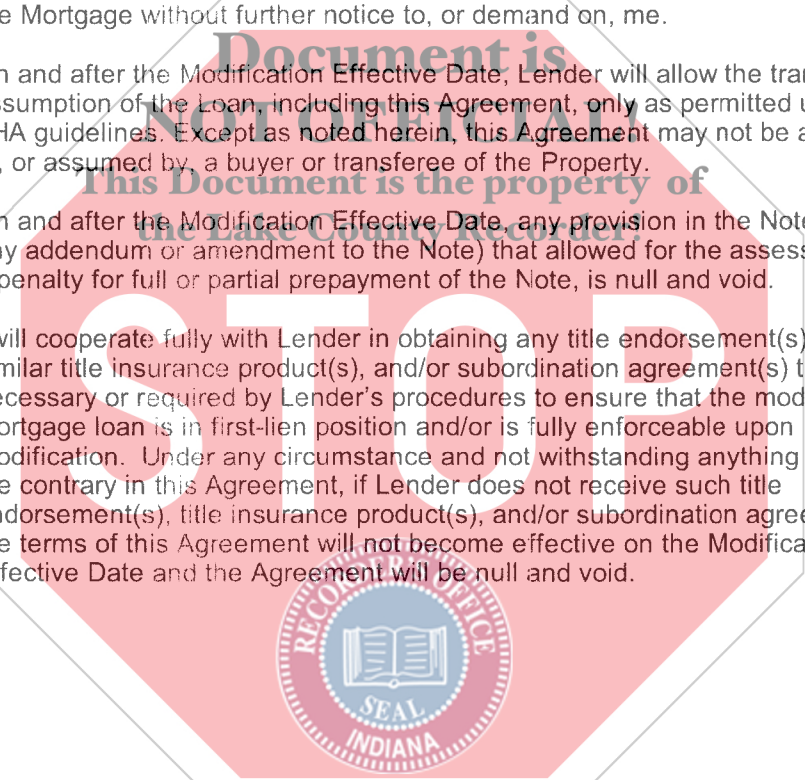 e Mortgage without further notice to, or demand on, me.
Document is
n and after the Modification Effective Date, Lender will allow the tran
ssumption of the Loan, including this Agreement, only as permitted u
NOT OFFICIAL!
HA guidelines. Except as noted herein, this Agreement may not be a
, or assumed by, a buyer or transferee of the Property.
This Document is the property of
n and after the Modification Effective Date, any provision in the Note
the Lake County Recorder!
ny addendum or amendment to the Note) that allowed for the assess
penalty for full or partial prepayment of the Note, is null and void.
STOP
will cooperate fully with Lender in obtaining any title endorsement(s)
milar title insurance product(s), and/or subordination agreement(s) t
ecessary or required by Lender's procedures to ensure that the mod
ortgage loan is in first-lien position and/or is fully enforceable upon
odification. Under any circumstance and not withstanding anything
e contrary in this Agreement, if Lender does not receive such title
ndorsement(s), title insurance product(s), and/or subordination agree
e terms of this Agreement will not become effective on the Modifica
ffective Date and the Agreement will be null and void.
RECORDER'S OFFICE
SEAL
INDIANA